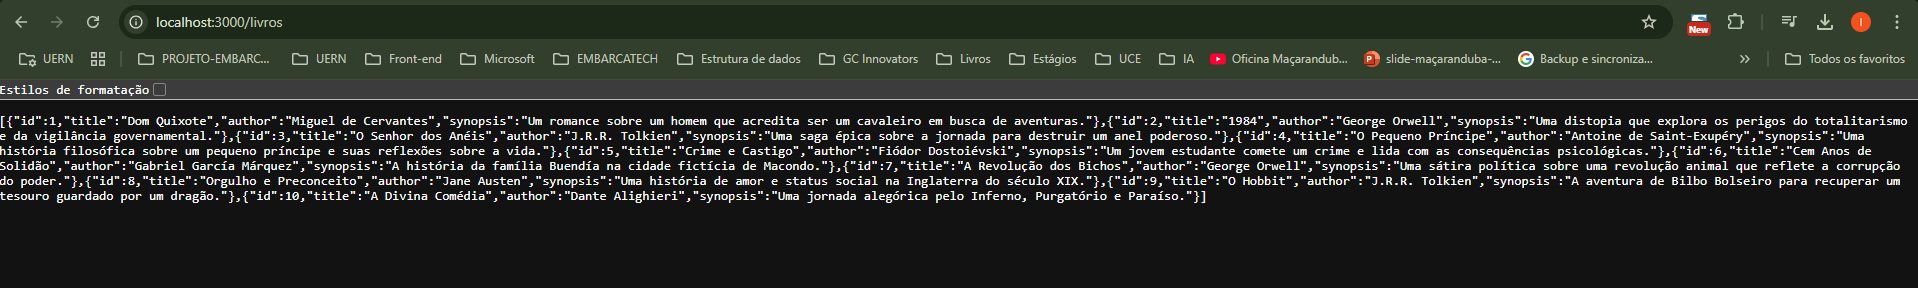 localhost:3000/livros
New
I
UERN PROJETO-EMBARC... UERN Front-end Microsoft EMBARCATECH Estrutura de dados GC Innovators Livros Estágios UCE IA Oficina Maçarandub... slide-maçaranduba-... Backup e sincroniza... » Todos os favoritos
Estilos de formatação
[{"id":1,"title":"Dom Quixote","author":"Miguel de Cervantes","synopsis":"Um romance sobre um homem que acredita ser um cavaleiro em busca de aventuras."},{"id":2,"title":"1984","author":"George Orwell","synopsis":"Uma distopia que explora os perigos do totalitarismo
e da vigilância governamental."},{"id":3,"title":"O Senhor dos Anéis","author":"J.R.R. Tolkien","synopsis":"Uma saga épica sobre a jornada para destruir um anel poderoso."},{"id":4,"title":"O Pequeno Príncipe","author":"Antoine de Saint-Exupéry","synopsis":"Uma
história filosófica sobre um pequeno príncipe e suas reflexões sobre a vida."},{"id":5,"title":"Crime e Castigo","author":"Fiódor Dostoiévski","synopsis":"Um jovem estudante comete um crime e lida com as consequências psicológicas."},{"id":6,"title":"Cem Anos de
Solidão","author":"Gabriel García Márquez","synopsis":"A história da família Buendía na cidade fictícia de Macondo."},{"id":7,"title":"A Revolução dos Bichos","author":"George Orwell","synopsis":"Uma sátira política sobre uma revolução animal que reflete a corrupção
do poder."},{"id":8,"title":"Orgulho e Preconceito","author":"Jane Austen","synopsis":"Uma história de amor e status social na Inglaterra do século XIX."},{"id":9,"title":"O Hobbit","author":"J.R.R. Tolkien","synopsis":"A aventura de Bilbo Bolseiro para recuperar um
tesouro guardado por um dragão."},{"id":10,"title":"A Divina Comédia","author":"Dante Alighieri","synopsis":"Uma jornada alegórica pelo Inferno, Purgatório e Paraíso."}]